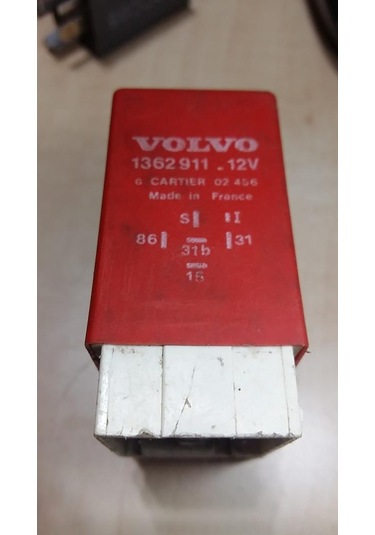 VOLVO
1362911 - 12V
G CARTIER 02 456
Made in France
S I
86 31
31b
15